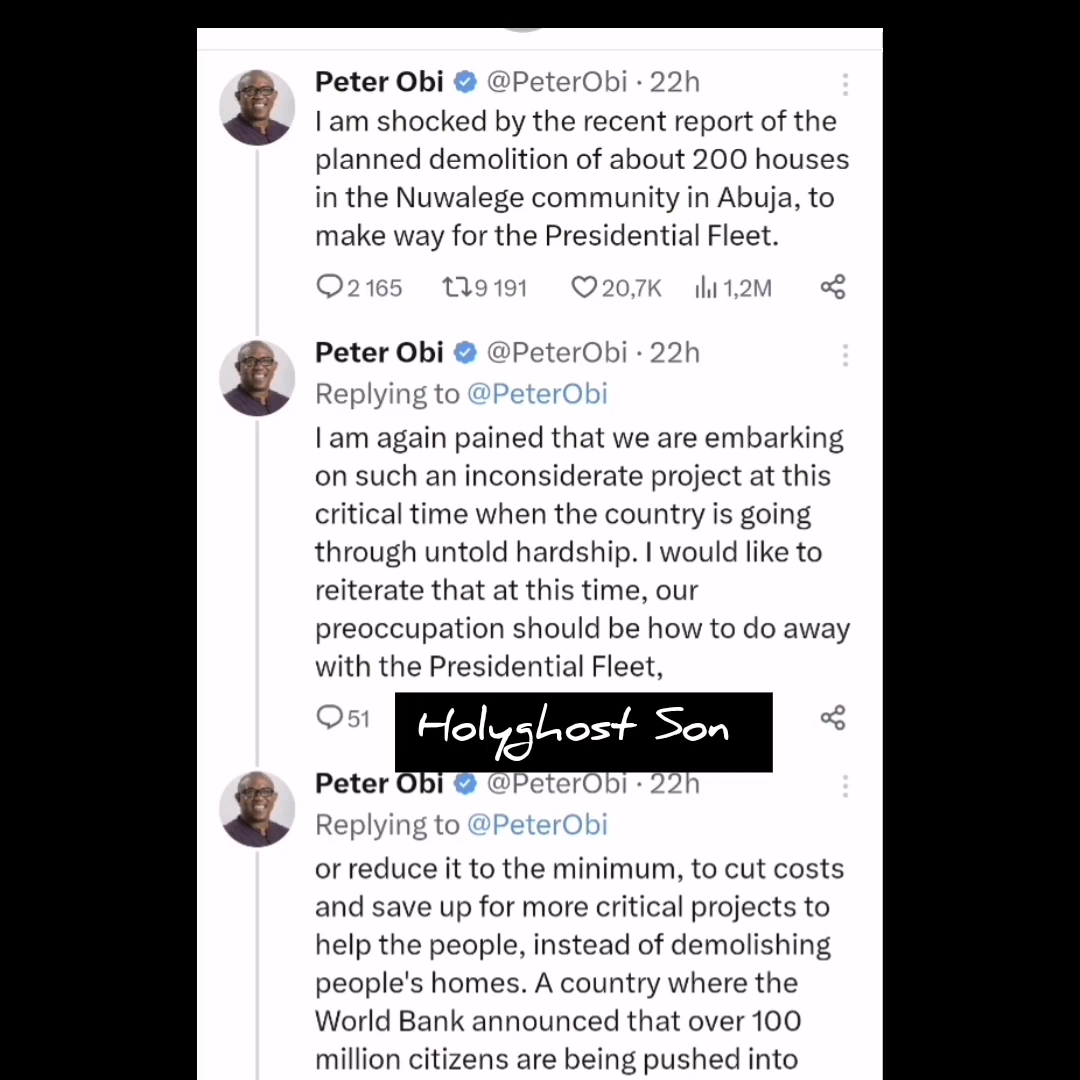 Peter Obi @PeterObi · 22h
I am shocked by the recent report of the
planned demolition of about 200 houses
in the Nuwalege community in Abuja, to
make way for the Presidential Fleet.
2 165 9 191 20,7K 1,2M
Peter Obi @PeterObi · 22h
Replying to @PeterObi
I am again pained that we are embarking
on such an inconsiderate project at this
critical time when the country is going
through untold hardship. I would like to
reiterate that at this time, our
preoccupation should be how to do away
with the Presidential Fleet,
51
Holyghost Son
Peter Obi @PeterObi · 22h
Replying to @PeterObi
or reduce it to the minimum, to cut costs
and save up for more critical projects to
help the people, instead of demolishing
people's homes. A country where the
World Bank announced that over 100
million citizens are being pushed into